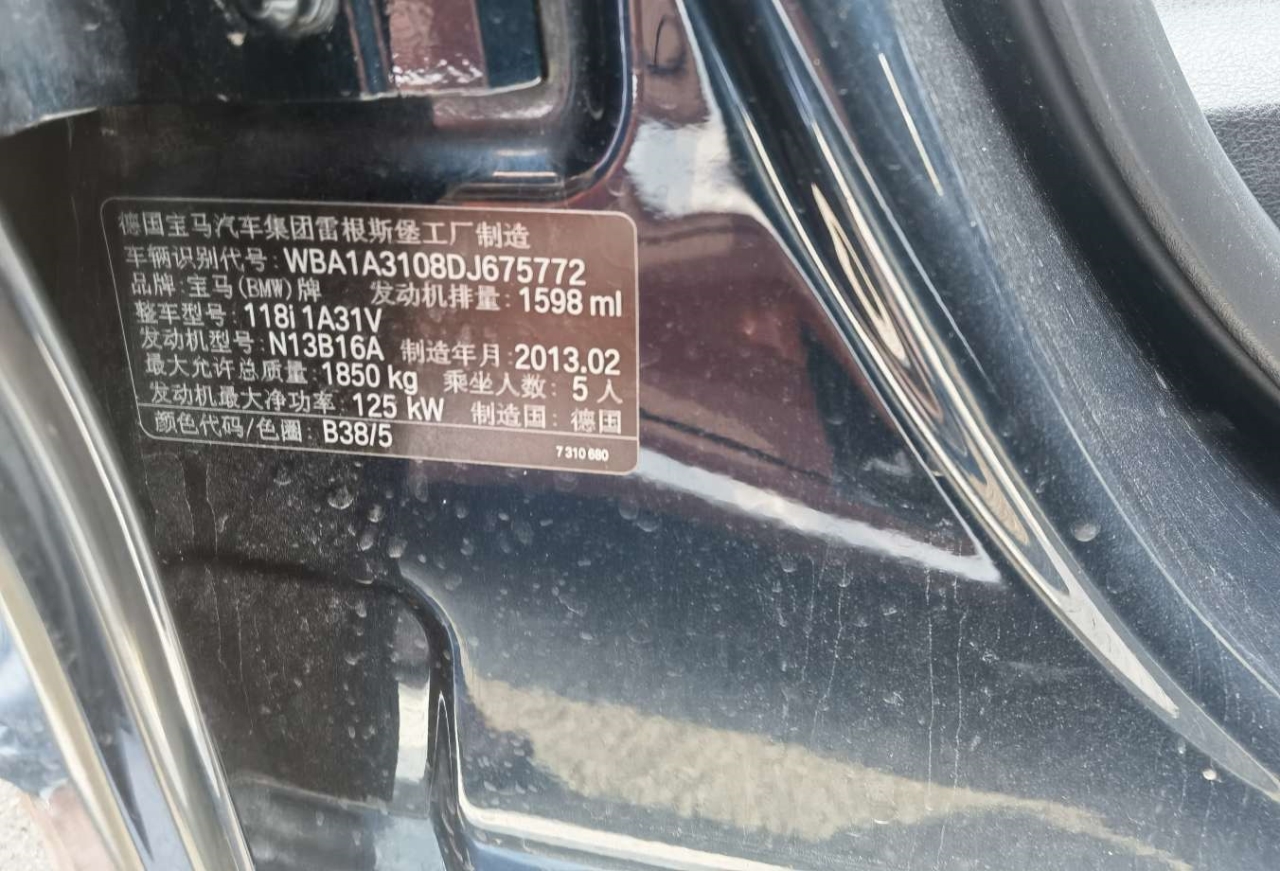 德国宝马汽车集团雷根斯堡工厂制造
车辆识别代号:WBA1A3108DJ675772
品牌:宝马(BMW)牌 发动机排量:1598 ml
整车型号:118i 1A31V
发动机型号:N13B16A 制造年月:2013.02
最大允许总质量:1850 kg 乘坐人数:5 人
发动机最大净功率:125 kW 制造国:德国
颜色代码/色圈:B38/5
7 310 680